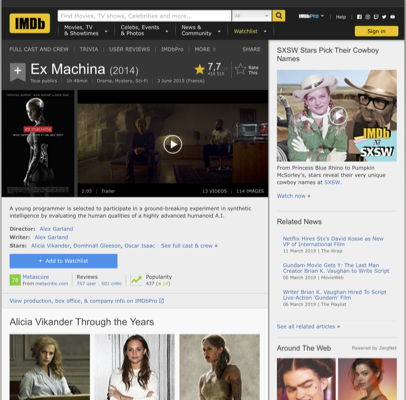 IMDb
Find Movies, TV shows, Celebrities and more...
All
IMDbPro
Help
Movies, TV
& Showtimes
Celebs, Events
& Photos
News &
Community
Watchlist
Sign in
FULL CAST AND CREW | TRIVIA | USER REVIEWS | IMDbPro | MORE
SHARE
Ex Machina (2014)
Tous publics | 1h 48min | Drama, Mystery, Sci-Fi | 3 June 2015 (France)
7,7
Rate
This
EX MACHINA
2:05 | Trailer
13 VIDEOS | 114 IMAGES
A young programmer is selected to participate in a ground-breaking experiment in synthetic
intelligence by evaluating the human qualities of a highly advanced humanoid A.I.
Director: Alex Garland
Writer: Alex Garland
Stars: Alicia Vikander, Domhnall Gleeson, Oscar Isaac | See full cast & crew »
+ Add to Watchlist
78
Metascore
From metacritic.com
Reviews
767 user | 301 critic
Popularity
437
View production, box office, & company info on IMDbPro
Alicia Vikander Through the Years
SXSW Stars Pick Their Cowboy
Names
IMDb
at
SXSW
From Princess Blue Rhino to Pumpkin
McSorley's, stars reveal their very
unique cowboy names at SXSW.
Watch now »
Related News
Netflix Hires Stx's David Kosse as New
VP of International Film
11 March 2019 | The Wrap
Gundam Movie Gets Y: The Last Man
Creator Brian K. Vaughan to Write Script
06 March 2019 | MovieWeb
Writer Brian K. Vaughan Hired To Script
Live-Action 'Gundam' Film
06 March 2019 | The Playlist
See all related articles »
Around The Web
Powered by ZergNet